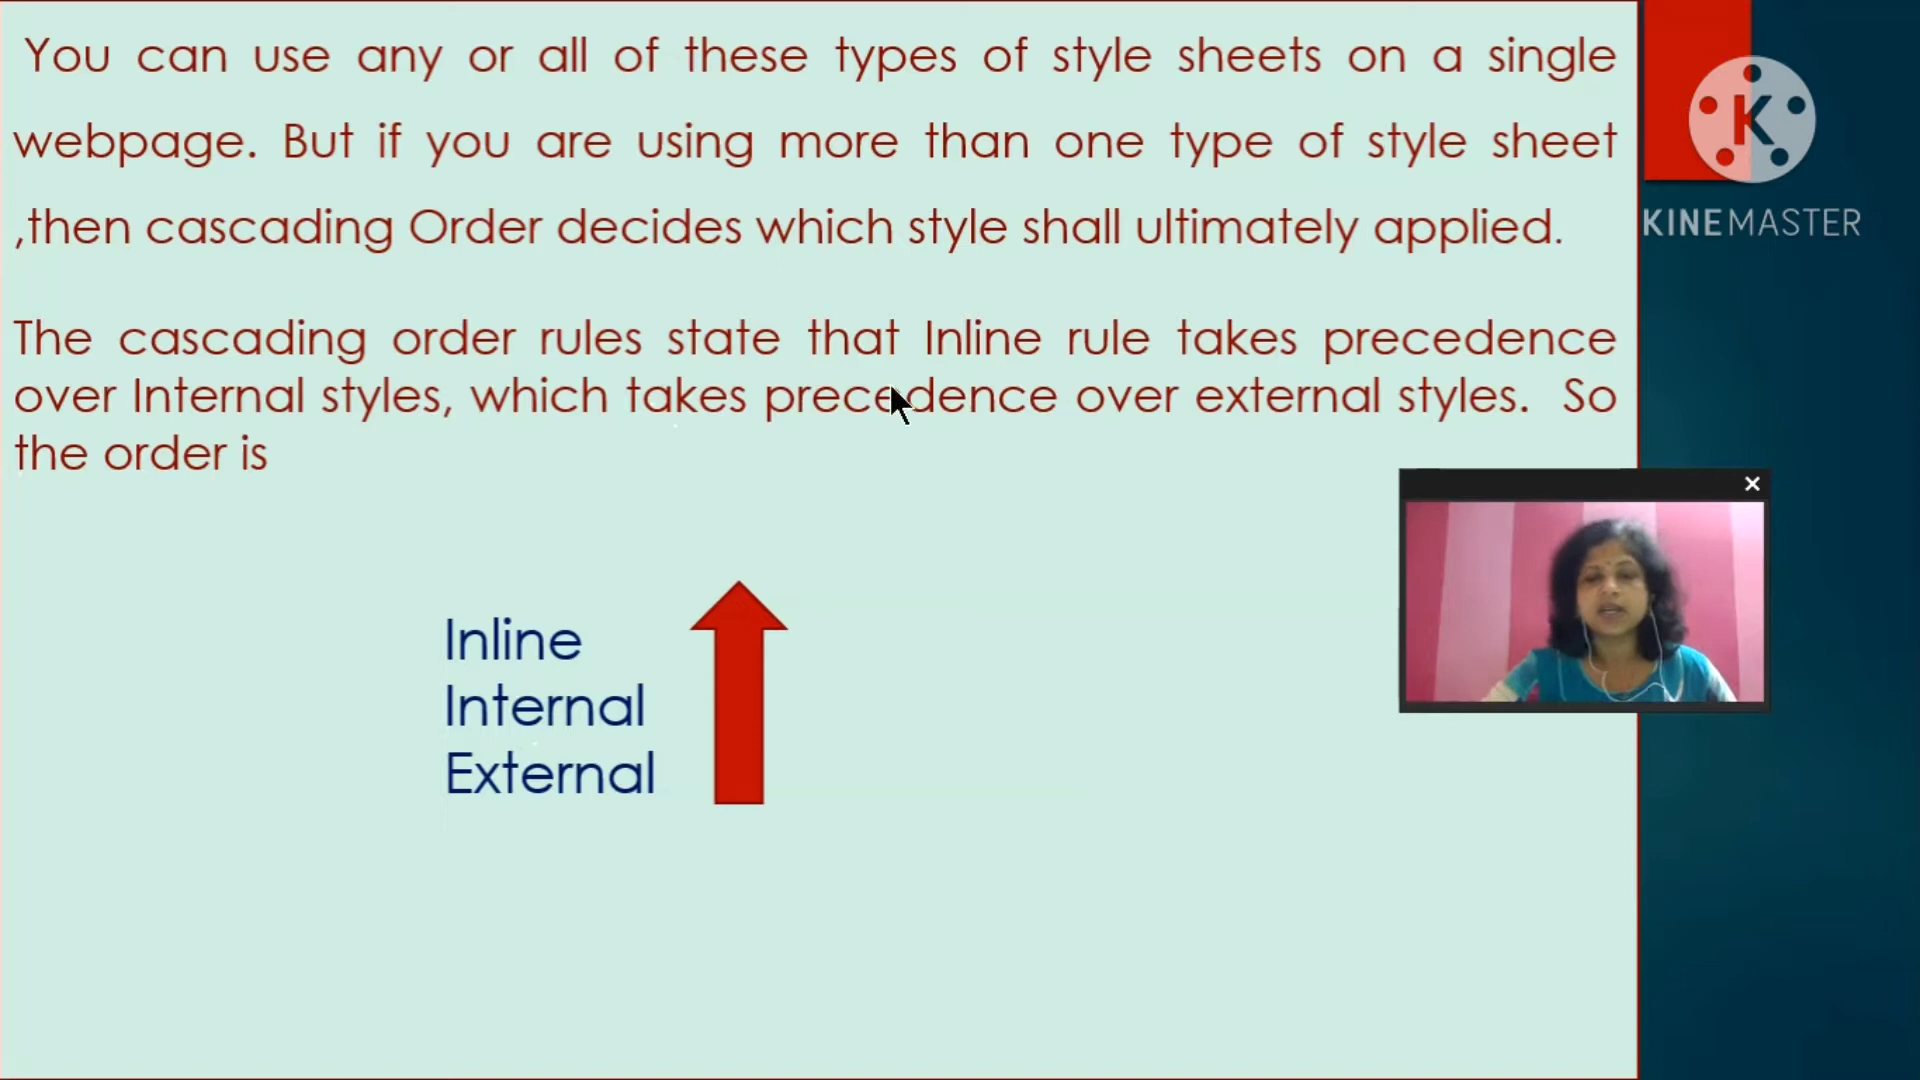 You can use any or all of these types of style sheets on a single
webpage. But if you are using more than one type of style sheet
,then cascading Order decides which style shall ultimately applied.
The cascading order rules state that Inline rule takes precedence
over Internal styles, which takes precedence over external styles. So
the order is
Inline
Internal
External
K
KINEMASTER